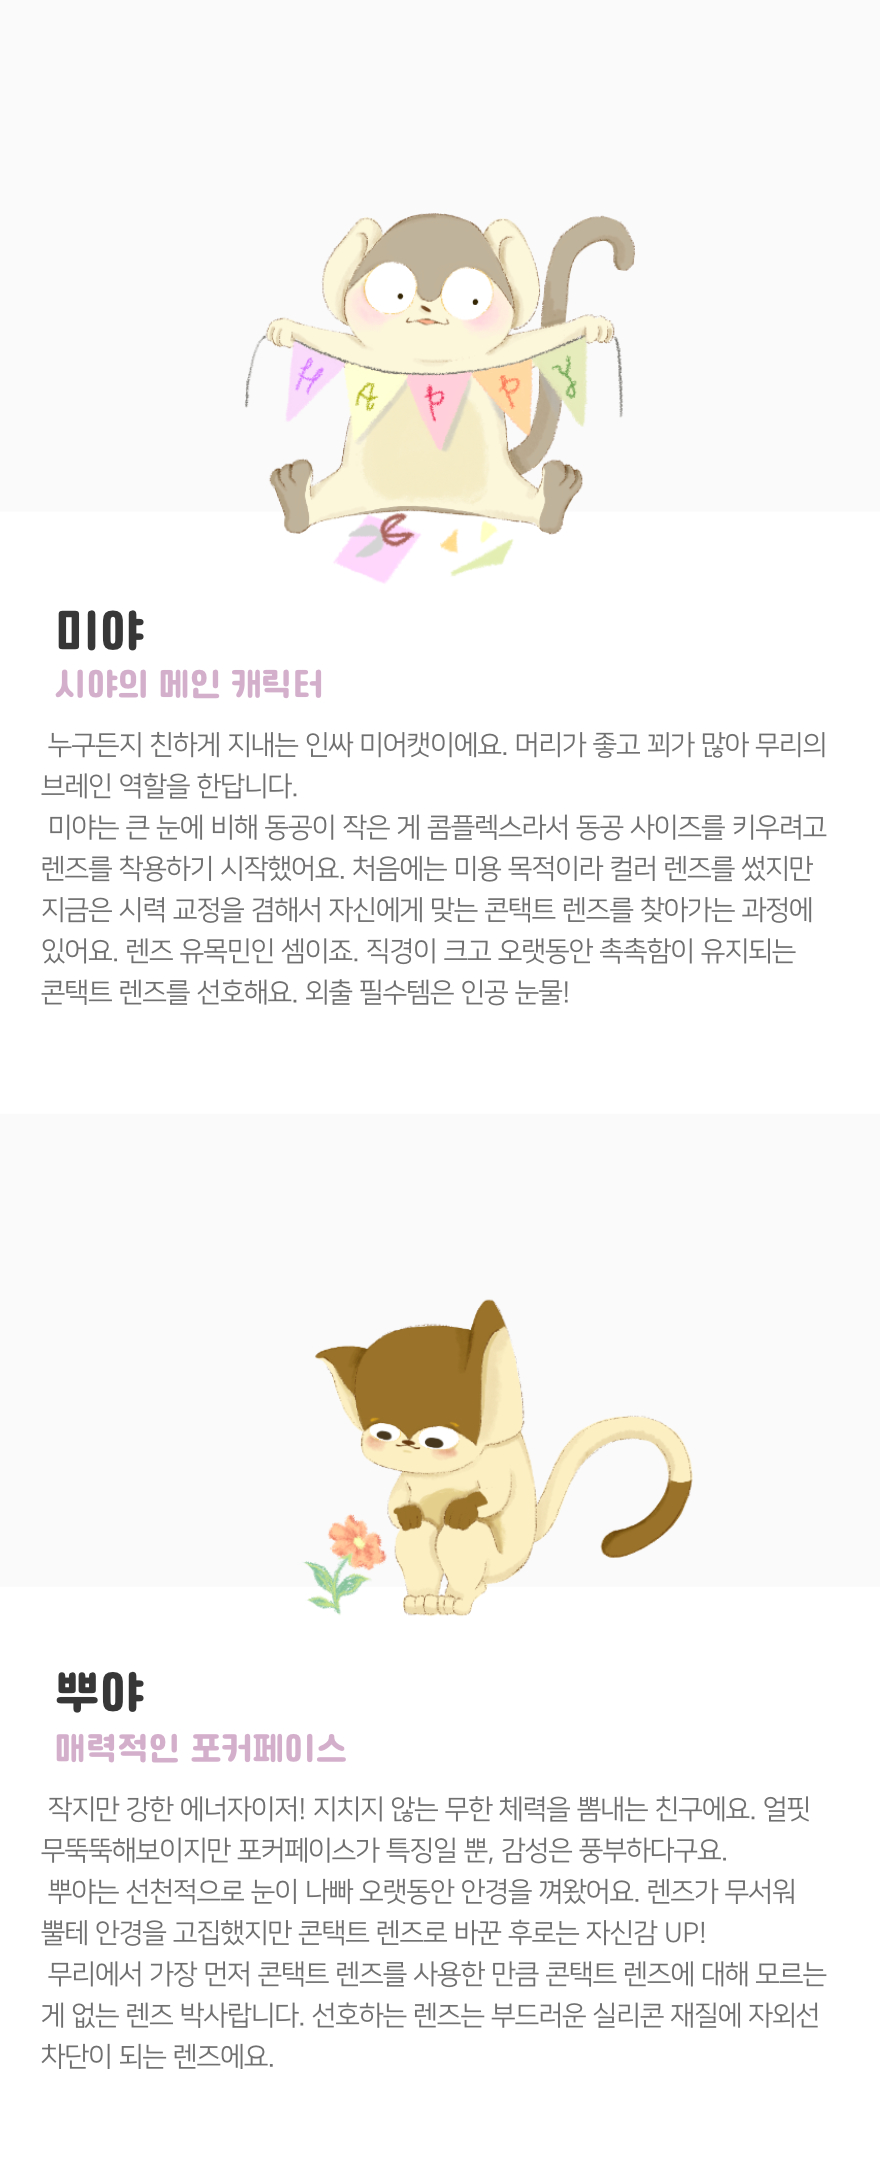 HAPPY
미야
시야의 메인 캐릭터
누구든지 친하게 지내는 인싸 미어캣이에요. 머리가 좋고 꾀가 많아 무리의
브레인 역할을 한답니다.
미야는 큰 눈에 비해 동공이 작은 게 콤플렉스라서 동공 사이즈를 키우려고
렌즈를 착용하기 시작했어요. 처음에는 미용 목적이라 컬러 렌즈를 썼지만
지금은 시력 교정을 겸해서 자신에게 맞는 콘택트 렌즈를 찾아가는 과정에
있어요. 렌즈 유목민인 셈이죠. 직경이 크고 오랫동안 촉촉함이 유지되는
콘택트 렌즈를 선호해요. 외출 필수템은 인공 눈물!
뿌야
매력적인 포커페이스
작지만 강한 에너자이저! 지치지 않는 무한 체력을 뽐내는 친구에요. 얼핏
무뚝뚝해보이지만 포커페이스가 특징일 뿐, 감성은 풍부하다구요.
뿌야는 선천적으로 눈이 나빠 오랫동안 안경을 껴왔어요. 렌즈가 무서워
뿔테 안경을 고집했지만 콘택트 렌즈로 바꾼 후로는 자신감 UP!
무리에서 가장 먼저 콘택트 렌즈를 사용한 만큼 콘택트 렌즈에 대해 모르는
게 없는 렌즈 박사랍니다. 선호하는 렌즈는 부드러운 실리콘 재질에 자외선
차단이 되는 렌즈에요.